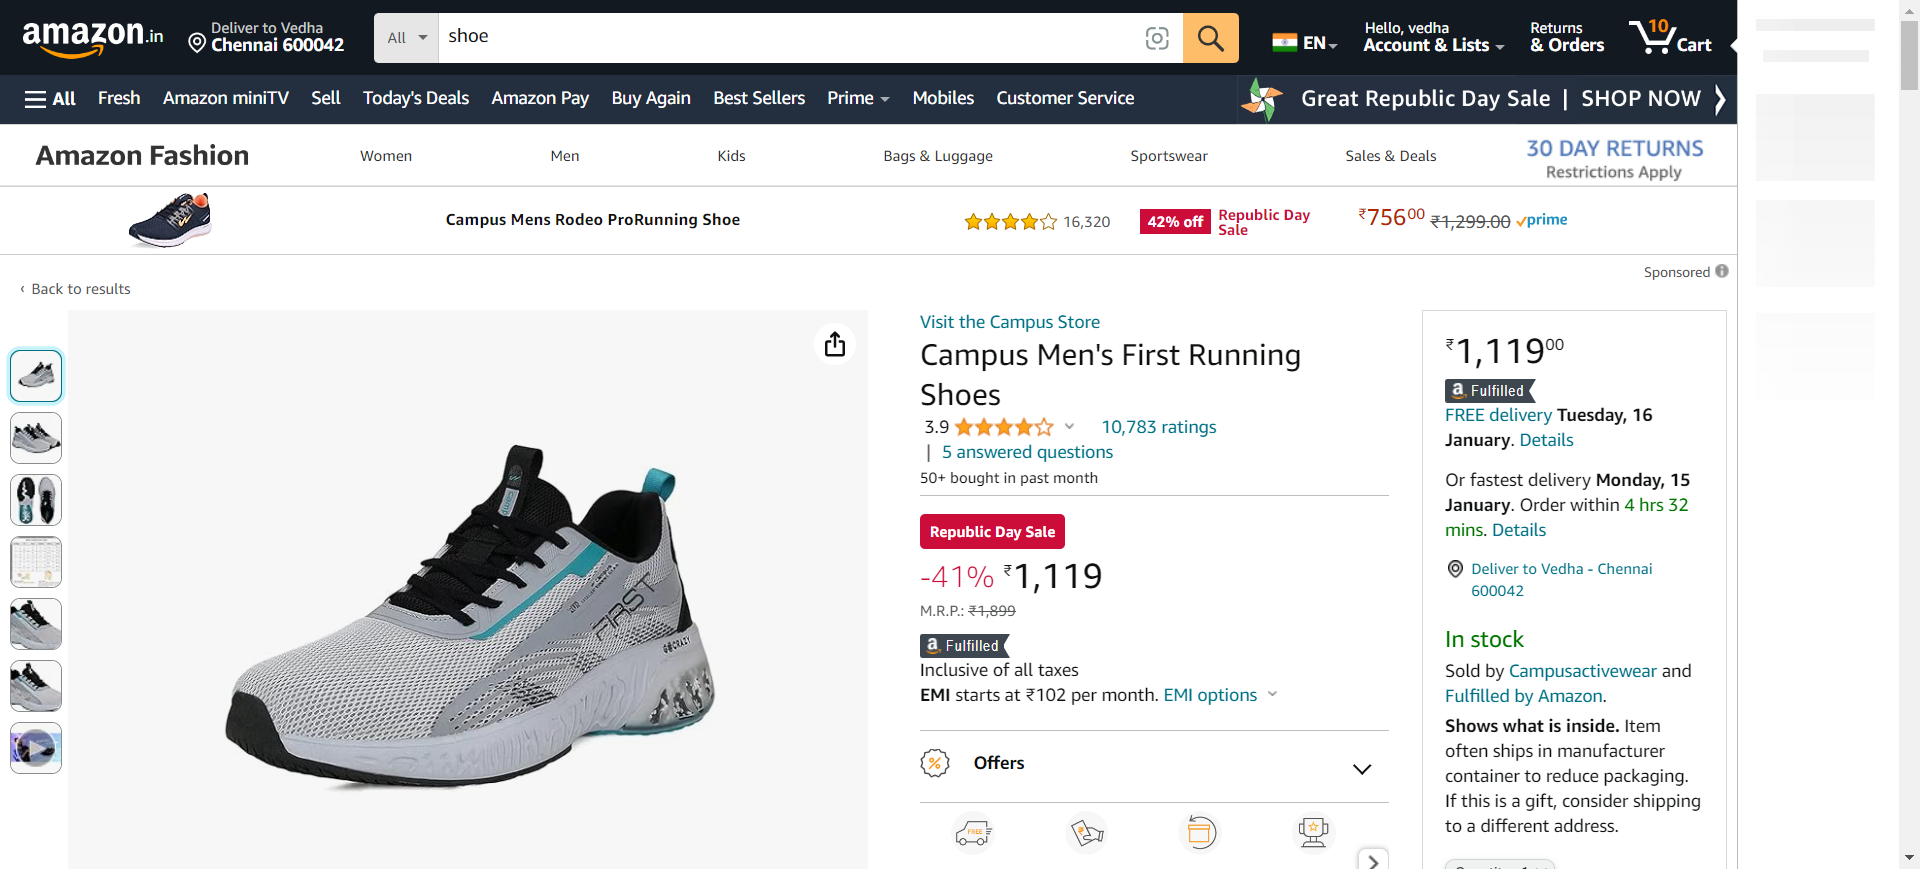 amazon.in
Deliver to Vedha
Chennai 600042
All
shoe
EN
Hello, vedha
Account & Lists
Returns
& Orders
10
Cart
All
Fresh
Amazon miniTV
Sell
Today's Deals
Amazon Pay
Buy Again
Best Sellers
Prime
Mobiles
Customer Service
Great Republic Day Sale | SHOP NOW
Amazon Fashion
Women
Men
Kids
Bags & Luggage
Sportswear
Sales & Deals
30 DAY RETURNS
Restrictions Apply
Campus Mens Rodeo ProRunning Shoe
16,320
42% off
Republic Day
Sale
₹75600
₹1,299.00
prime
Sponsored
‹ Back to results
Visit the Campus Store
Campus Men's First Running
Shoes
3.9
10,783 ratings
| 5 answered questions
50+ bought in past month
Republic Day Sale
-41% ₹1,119
M.R.P.: ₹1,899
a Fulfilled
Inclusive of all taxes
EMI starts at ₹102 per month. EMI options
Offers
FREE
FIRST
GOCRAZY
₹1,11900
a Fulfilled
FREE delivery Tuesday, 16
January. Details
Or fastest delivery Monday, 15
January. Order within 4 hrs 32
mins. Details
Deliver to Vedha - Chennai
600042
In stock
Sold by Campusactivewear and
Fulfilled by Amazon.
Shows what is inside. Item
often ships in manufacturer
container to reduce packaging.
If this is a gift, consider shipping
to a different address.